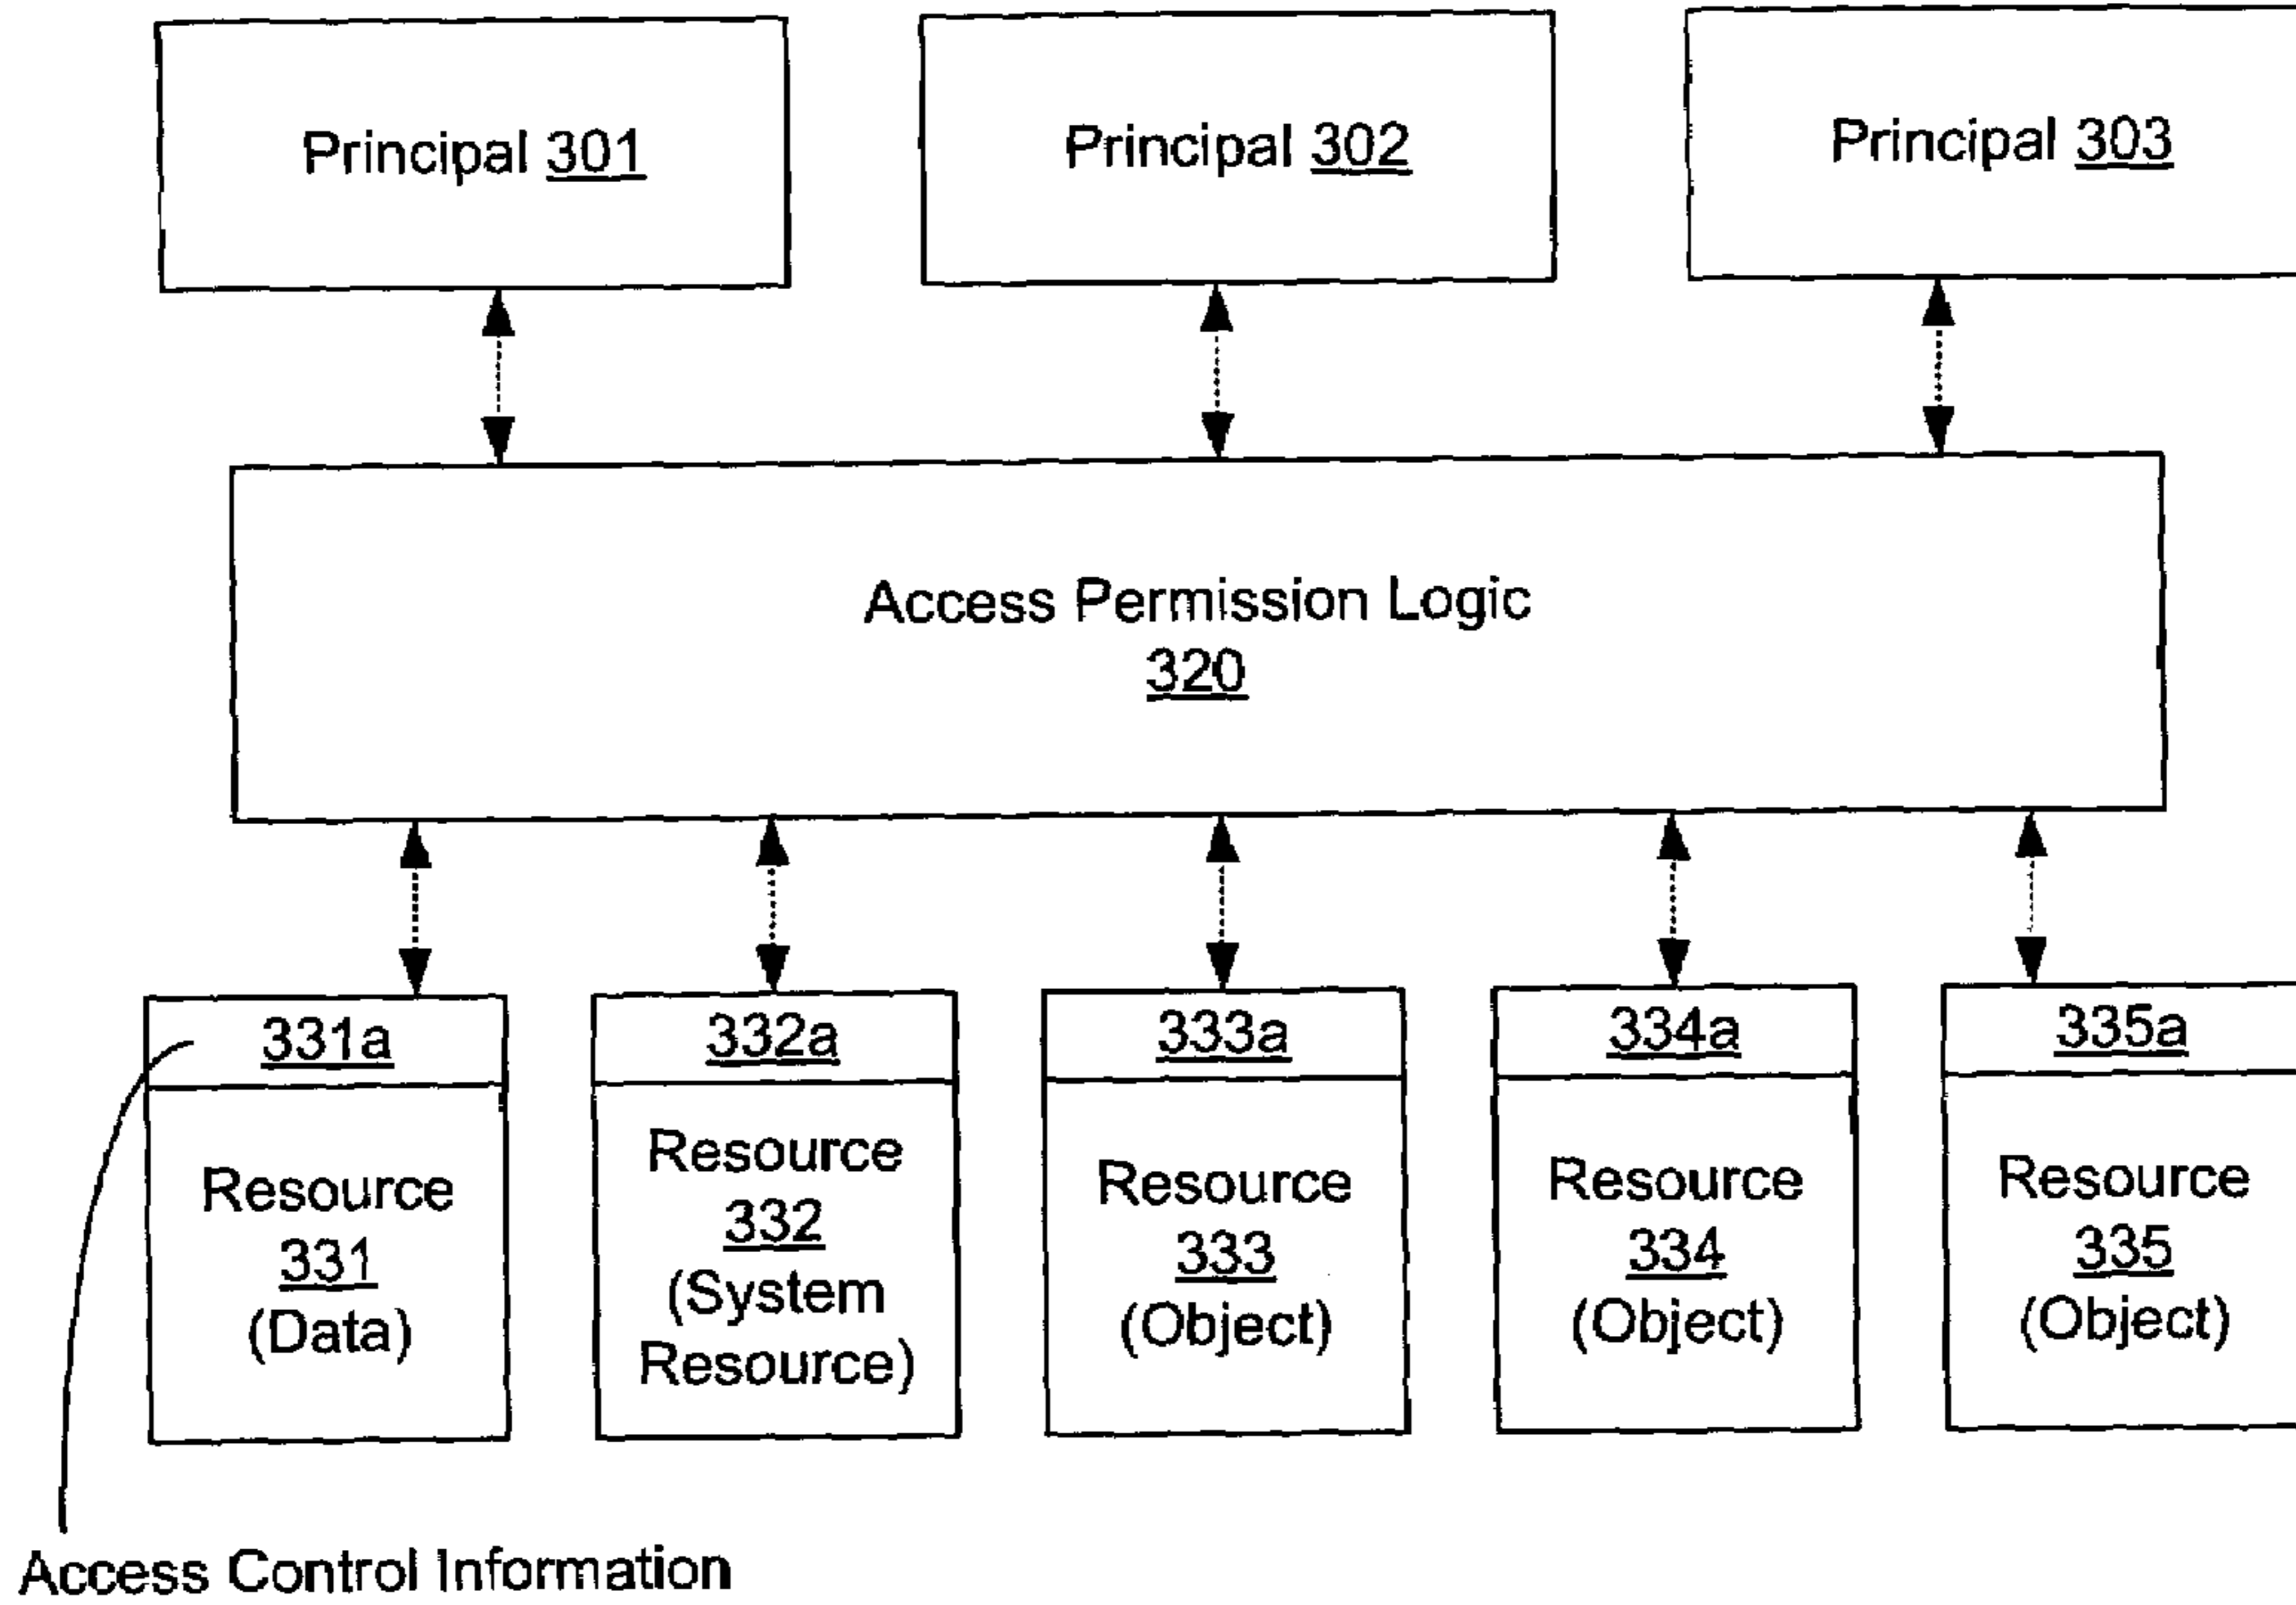 Principal 301
Principal 302
Principal 303
Access Permission Logic
320
331a
332a
333a
334a
335a
Resource
331
(Data)
Resource
332
(System
Resource)
Resource
333
(Object)
Resource
334
(Object)
Resource
335
(Object)
Access Control Information